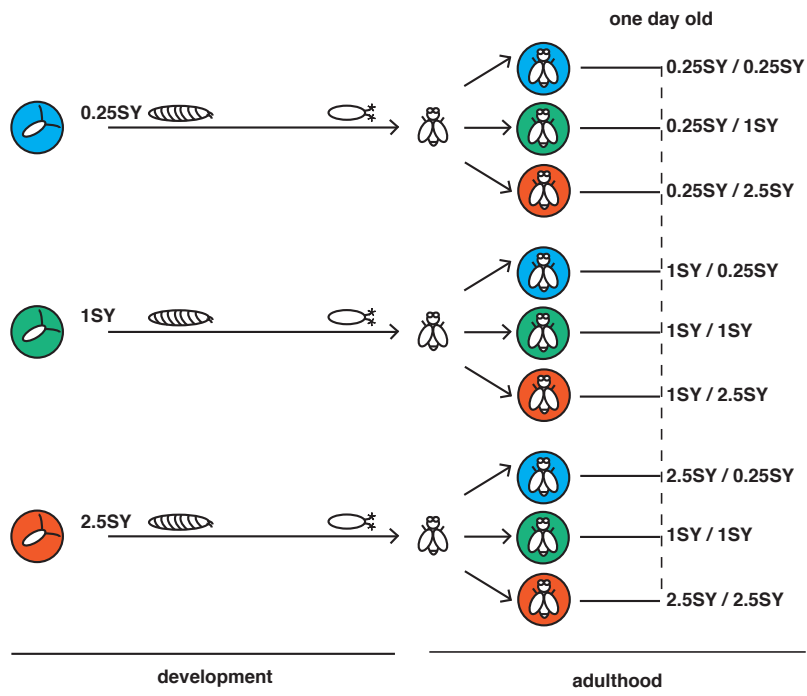 one day old
0.25SY
0.25SY / 0.25SY
0.25SY / 1SY
0.25SY / 2.5SY
1SY
1SY / 0.25SY
1SY / 1SY
1SY / 2.5SY
2.5SY
2.5SY / 0.25SY
1SY / 1SY
2.5SY / 2.5SY
development
adulthood